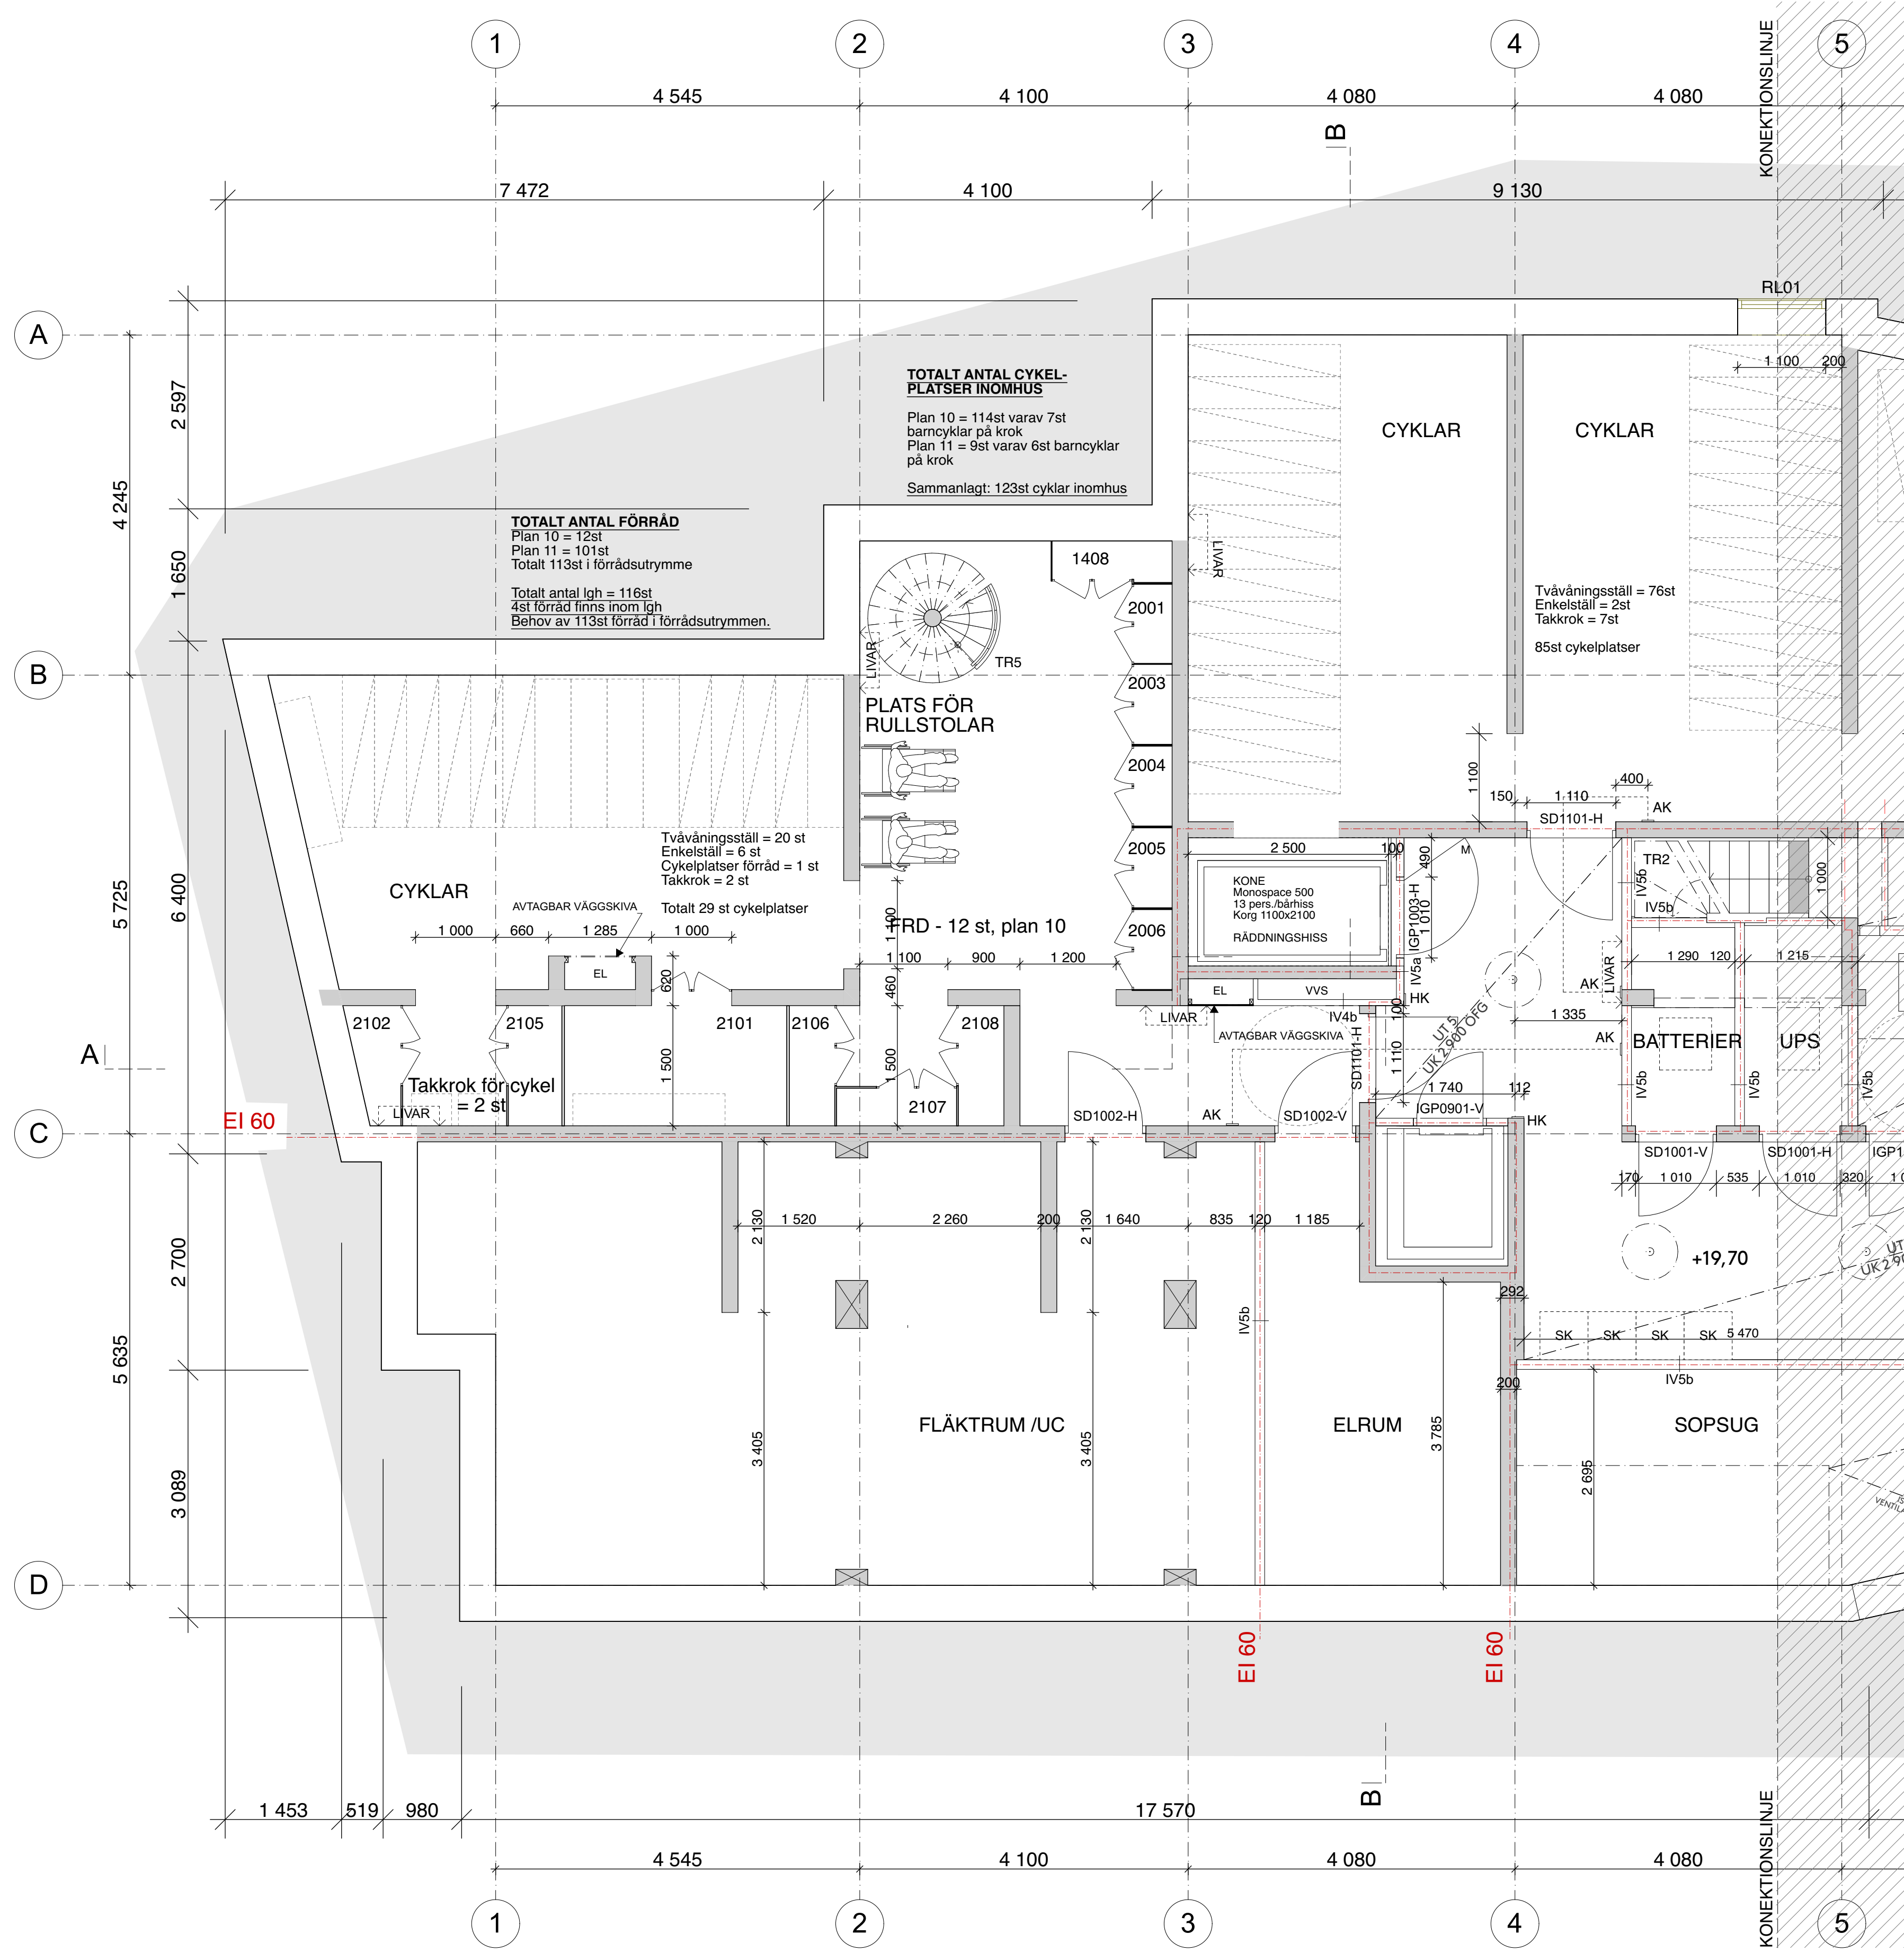 1
2
3
4
5
KONEKTIONSLINJE
4 545
4 100
4 080
4 080
B
7 472
4 100
9 130
RL01
A
1 100
200
2 597
4 245
TOTALT ANTAL CYKEL-
PLATSER INOMHUS
Plan 10 = 114st varav 7st
barncyklar på krok
Plan 11 = 9st varav 6st barncyklar
på krok
Sammanlagt: 123st cyklar inomhus
CYKLAR
CYKLAR
TOTALT ANTAL FÖRRÅD
Plan 10 = 12st
Plan 11 = 101st
Totalt 113st i förrådsutrymme
Totalt antal lgh = 116st
4st förråd finns inom lgh
Behov av 113st förråd i förrådsutrymmen.
1 650
1408
LIVAR
2001
Tvåvåningsställ = 76st
Enkelställ = 2st
Takkrok = 7st
85st cykelplatser
LIVAR
TR5
B
2003
PLATS FÖR
RULLSTOLAR
2004
1 100
400
150
1 110
AK
SD1101-H
Tvåvåningsställ = 20 st
Enkelställ = 6 st
Cykelplatser förråd = 1 st
Takkrok = 2 st
Totalt 29 st cykelplatser
2005
2 500
100
490
M
TR2
1 000
5 725
6 400
CYKLAR
AVTAGBAR VÄGGSKIVA
KONE
Monospace 500
13 pers./bårhiss
Korg 1100x2100
RÄDDNINGSHISS
IV5a
IGP1003-H
1 010
IV5b
IV5b
1 100
FRD - 12 st, plan 10
2006
1 000
660
1 285
1 000
1 100
900
1 200
1 290
120
1 215
EL
620
460
EL
VVS
HK
AK
LIVAR
2102
2105
2101
2106
2108
LIVAR
IV4b
100
1 335
A
1 500
1 500
AVTAGBAR VÄGGSKIVA
SD1101-H
1 110
UT 5
UK 2 900 ÖFG
AK
BATTERIER
UPS
Takkrok för cykel
= 2 st
1 740
112
IV5b
IV5b
IV5b
LIVAR
2107
SD1002-H
AK
SD1002-V
IGP0901-V
HK
EI 60
C
SD1001-V
SD1001-H
IGP1
170
1 010
535
1 010
320
2 130
1 520
2 260
200
2 130
1 640
835
120
1 185
2 700
+19,70
UT
UK 2 90
292
5 635
IV5b
SK
SK
SK
SK
5 470
200
IV5b
3 405
3 405
FLÄKTRUM /UC
ELRUM
3 785
SOPSUG
2 695
3 089
D
EI 60
EI 60
B
1 453
519
980
17 570
KONEKTIONSLINJE
4 545
4 100
4 080
4 080
1
2
3
4
5